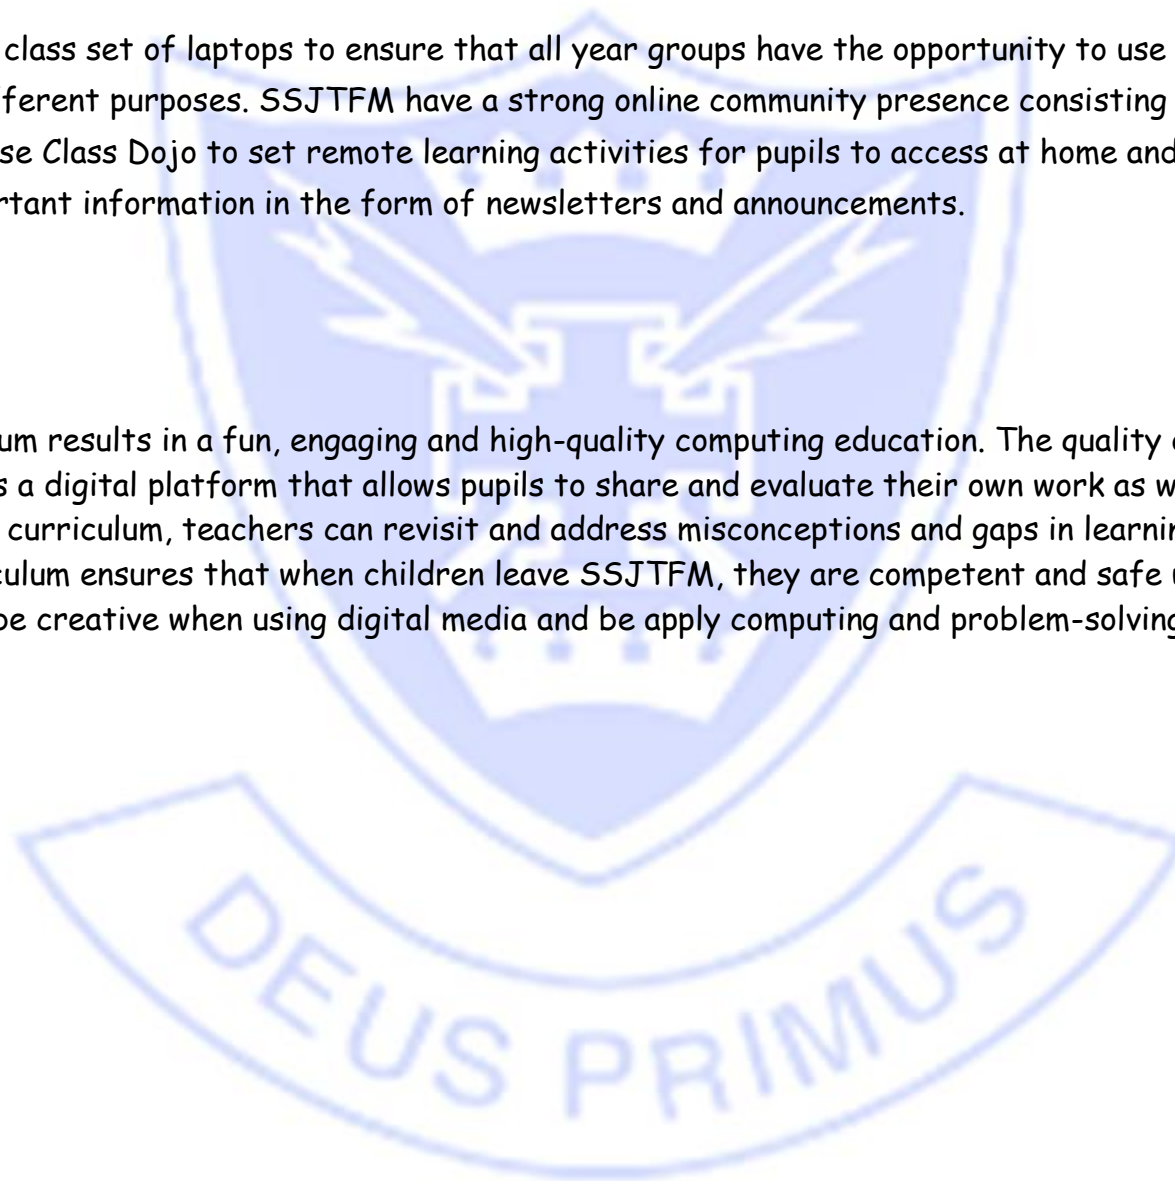 class set of laptops to ensure that all year groups have the opportunity to use
fferent purposes. SSJTFM have a strong online community presence consisting
se Class Dojo to set remote learning activities for pupils to access at home and
rtant information in the form of newsletters and announcements.
um results in a fun, engaging and high-quality computing education. The quality
s a digital platform that allows pupils to share and evaluate their own work as w
curriculum, teachers can revisit and address misconceptions and gaps in learnin
culum ensures that when children leave SSJTFM, they are competent and safe
be creative when using digital media and be apply computing and problem-solving
DEUS PRIMUS